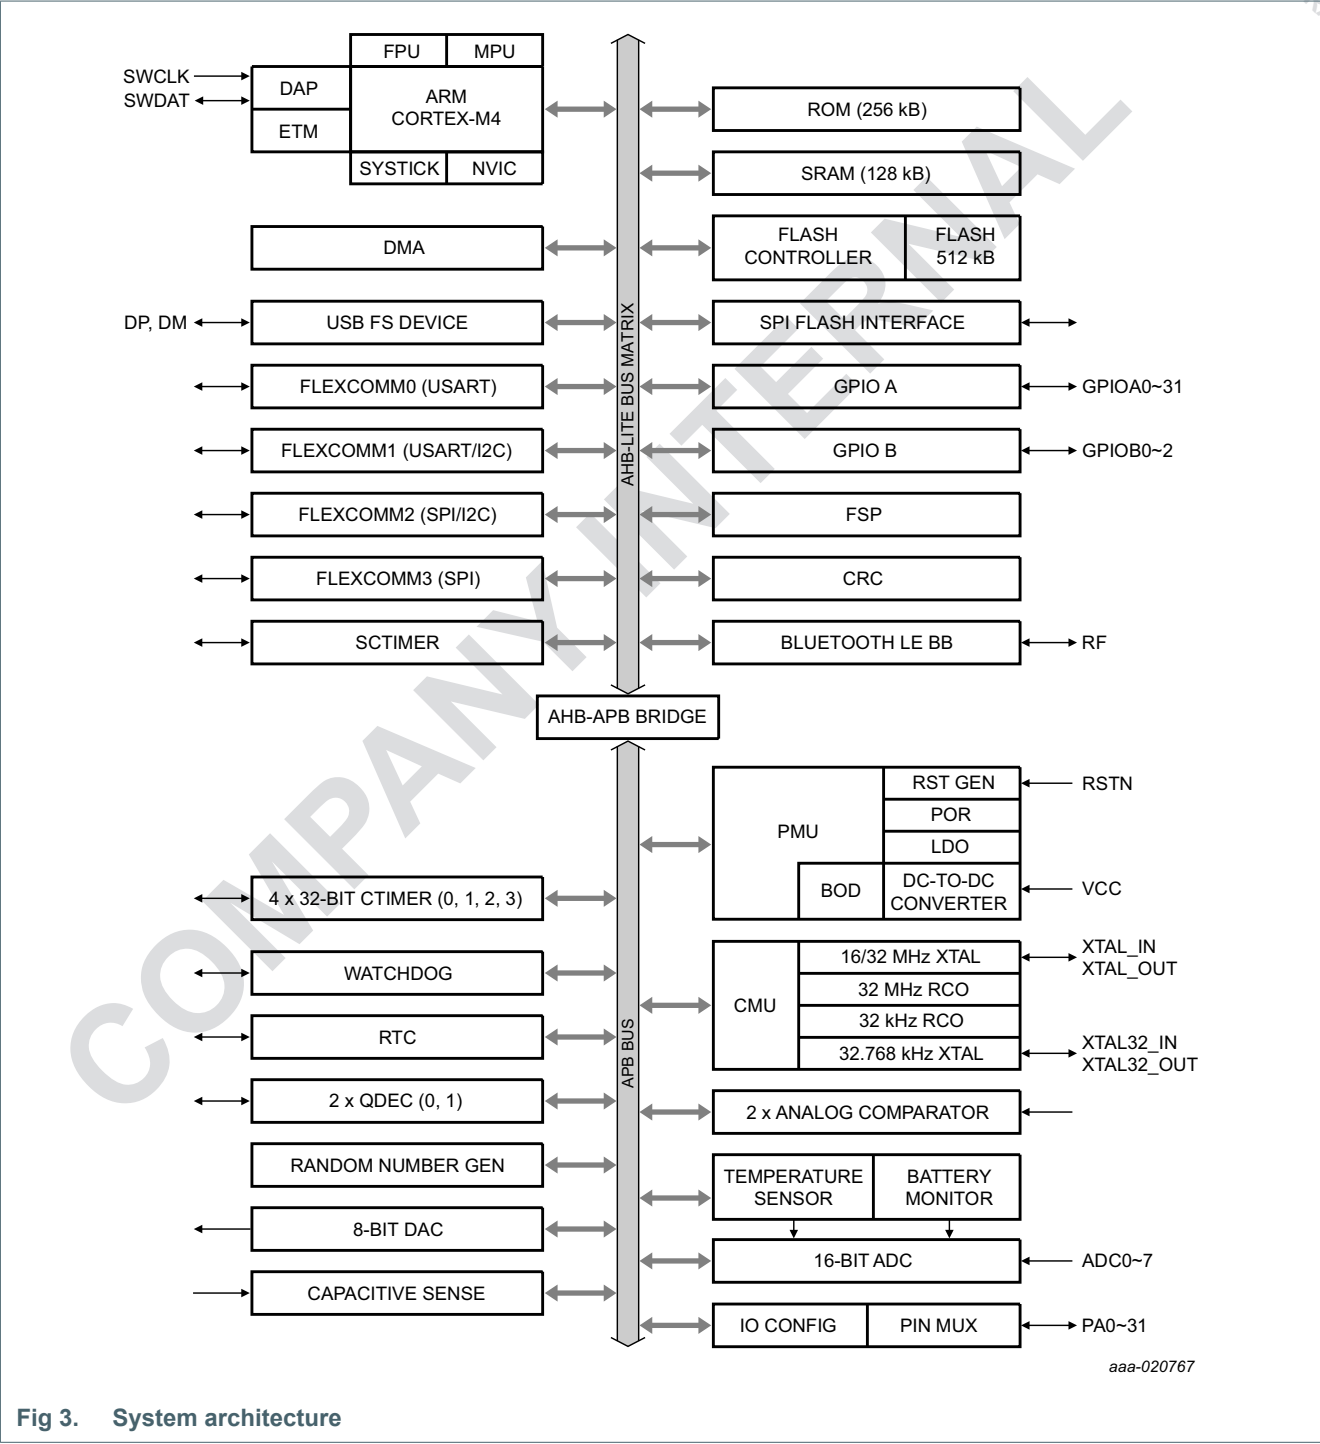 FPU MPU
SWCLK
SWDAT
DAP
ETM
ARM
CORTEX-M4
SYSTICK NVIC
ROM (256 kB)
SRAM (128 kB)
DMA
FLASH
CONTROLLER
FLASH
512 kB
DP, DM
USB FS DEVICE
SPI FLASH INTERFACE
FLEXCOMM0 (USART)
GPIO A
GPIOA0~31
FLEXCOMM1 (USART/I2C)
GPIO B
GPIOB0~2
FLEXCOMM2 (SPI/I2C)
FSP
FLEXCOMM3 (SPI)
CRC
SCTIMER
BLUETOOTH LE BB
RF
AHB-LITE BUS MATRIX
AHB-APB BRIDGE
PMU
RST GEN
RSTN
POR
LDO
BOD
DC-TO-DC
CONVERTER
VCC
4 x 32-BIT CTIMER (0, 1, 2, 3)
WATCHDOG
RTC
2 x QDEC (0, 1)
RANDOM NUMBER GEN
8-BIT DAC
CAPACITIVE SENSE
APB BUS
CMU
16/32 MHz XTAL
XTAL_IN
XTAL_OUT
32 MHz RCO
32 kHz RCO
32.768 kHz XTAL
XTAL32_IN
XTAL32_OUT
2 x ANALOG COMPARATOR
TEMPERATURE
SENSOR
BATTERY
MONITOR
16-BIT ADC
ADC0~7
IO CONFIG PIN MUX
PA0~31
aaa-020767
COMPANY INTERNAL
Fig 3. System architecture